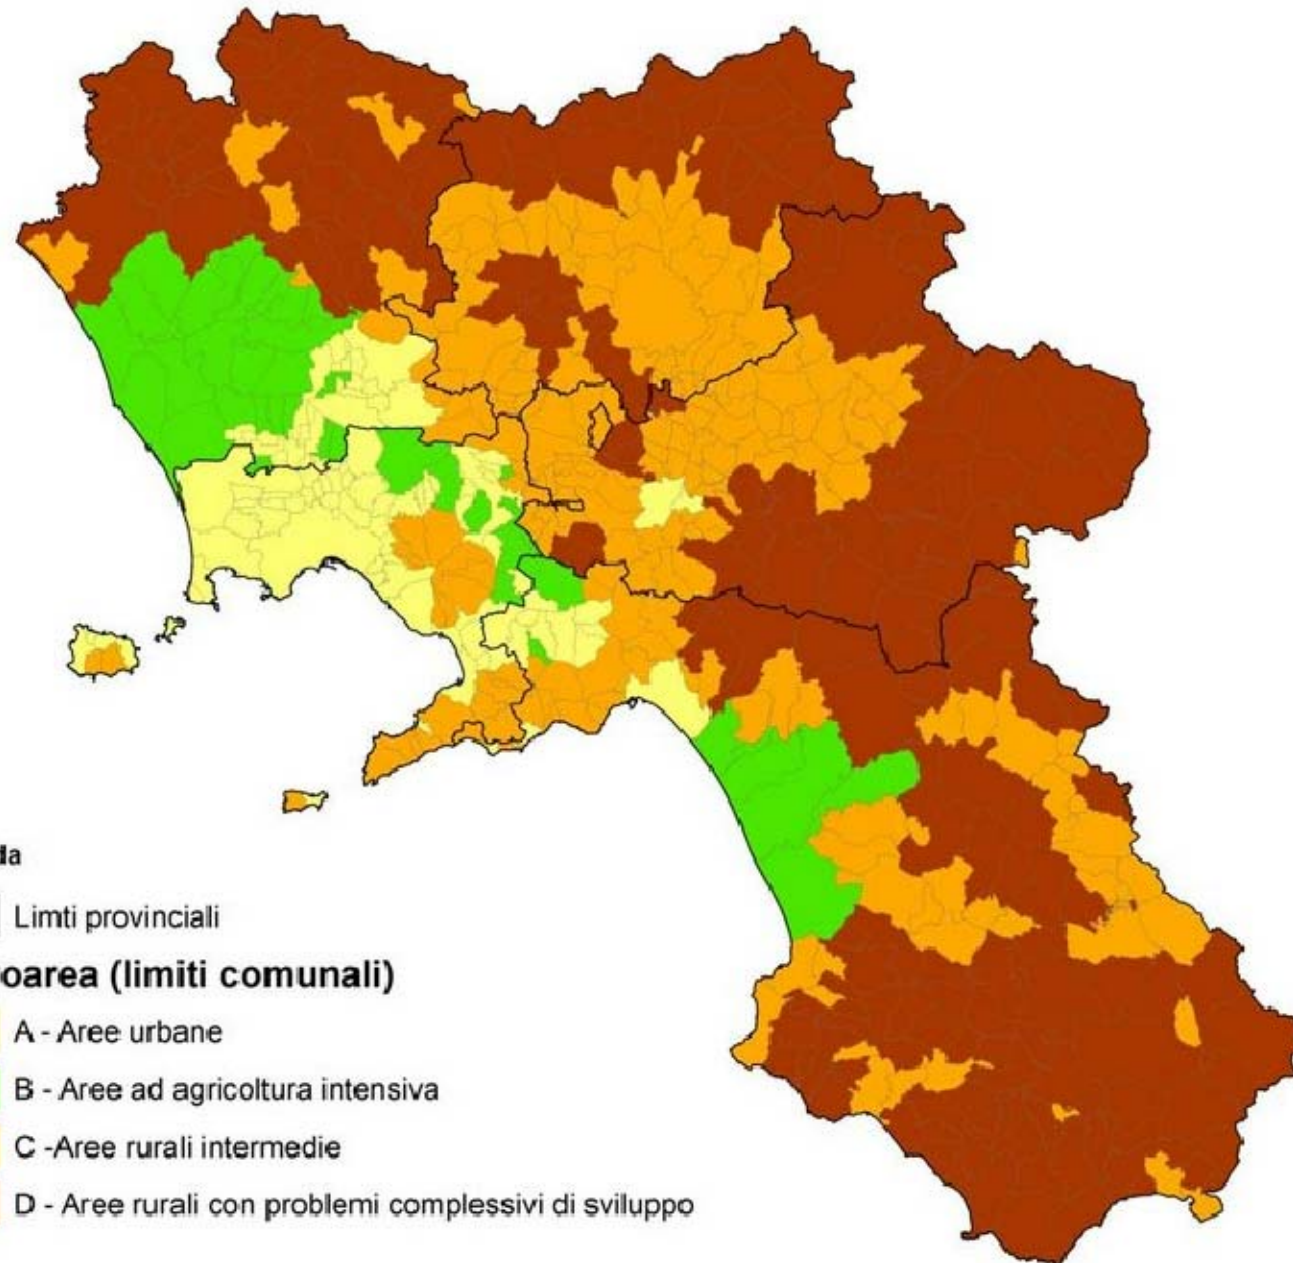 da
Limti provinciali
oarea (limiti comunali)
A - Aree urbane
B - Aree ad agricoltura intensiva
C -Aree rurali intermedie
D - Aree rurali con problemi complessivi di sviluppo